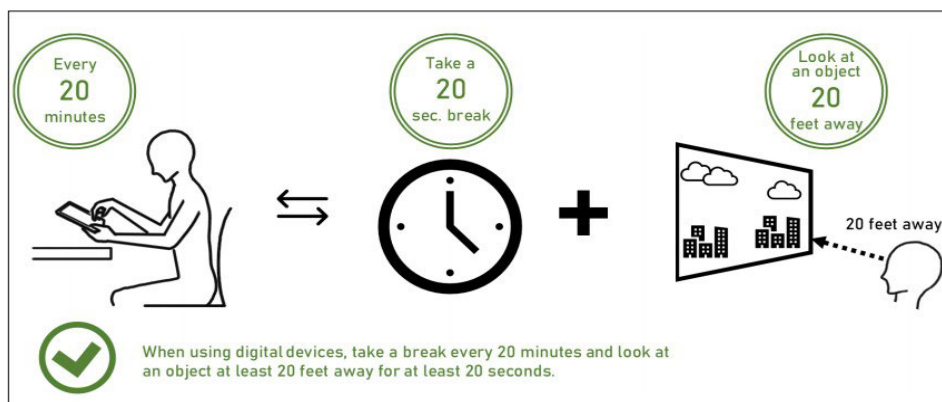 Every
20
minutes
Take a
20
sec. break
Look at
an object
20
feet away
20 feet away
When using digital devices, take a break every 20 minutes and look at
an object at least 20 feet away for at least 20 seconds.